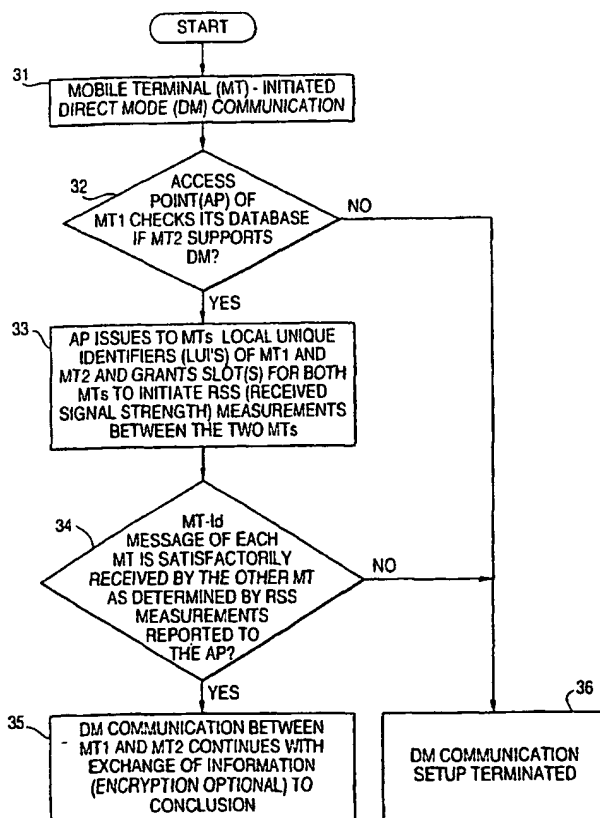 START
31
MOBILE TERMINAL (MT) - INITIATED
DIRECT MODE (DM) COMMUNICATION
32
ACCESS
POINT(AP) OF
MT1 CHECKS ITS DATABASE
IF MT2 SUPPORTS
DM?
NO
YES
33
AP ISSUES TO MTs LOCAL UNIQUE
IDENTIFIERS (LUI'S) OF MT1 AND
MT2 AND GRANTS SLOT(S) FOR BOTH
MTs TO INITIATE RSS (RECEIVED
SIGNAL STRENGTH) MEASUREMENTS
BETWEEN THE TWO MTs
34
MT-Id
MESSAGE OF EACH
MT IS SATISFACTORILY
RECEIVED BY THE OTHER MT
AS DETERMINED BY RSS
MEASUREMENTS
REPORTED TO
THE AP?
NO
YES
35
DM COMMUNICATION BETWEEN
MT1 AND MT2 CONTINUES WITH
EXCHANGE OF INFORMATION
(ENCRYPTION OPTIONAL) TO
CONCLUSION
36
DM COMMUNICATION
SETUP TERMINATED